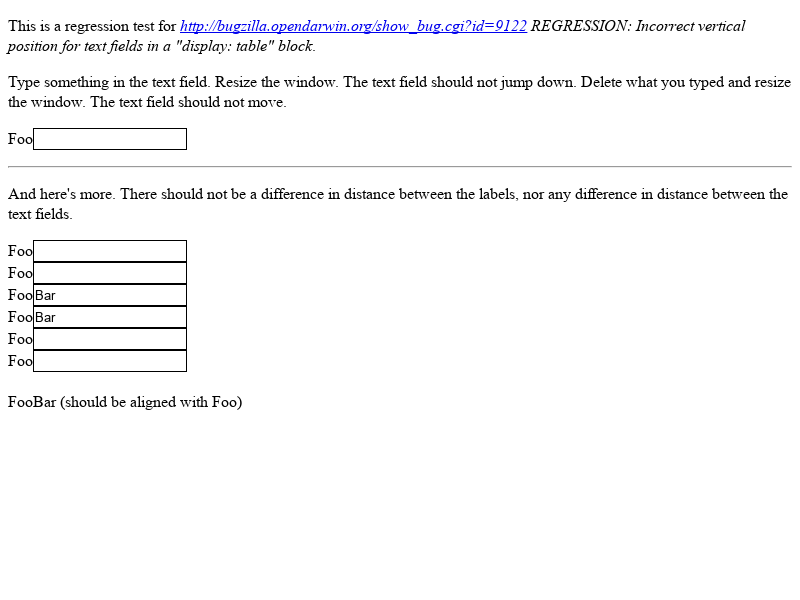 This is a regression test for http://bugzilla.opendarwin.org/show_bug.cgi?id=9122 REGRESSION: Incorrect vertical
position for text fields in a "display: table" block.
Type something in the text field. Resize the window. The text field should not jump down. Delete what you typed and resize
the window. The text field should not move.
Foo
And here's more. There should not be a difference in distance between the labels, nor any difference in distance between the
text fields.
Foo
Foo
Foo Bar
Foo Bar
Foo
Foo
FooBar (should be aligned with Foo)